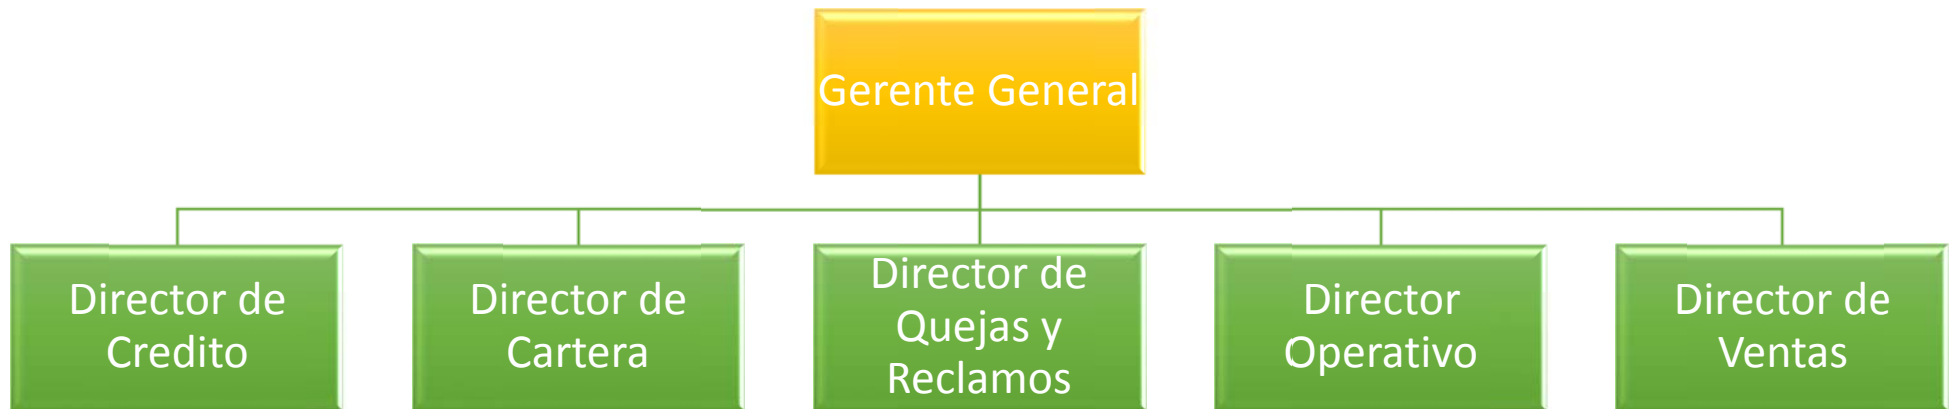 Gerente General
Director de
Credito
Director de
Cartera
Director de
Quejas y
Reclamos
Director
Operativo
Director de
Ventas